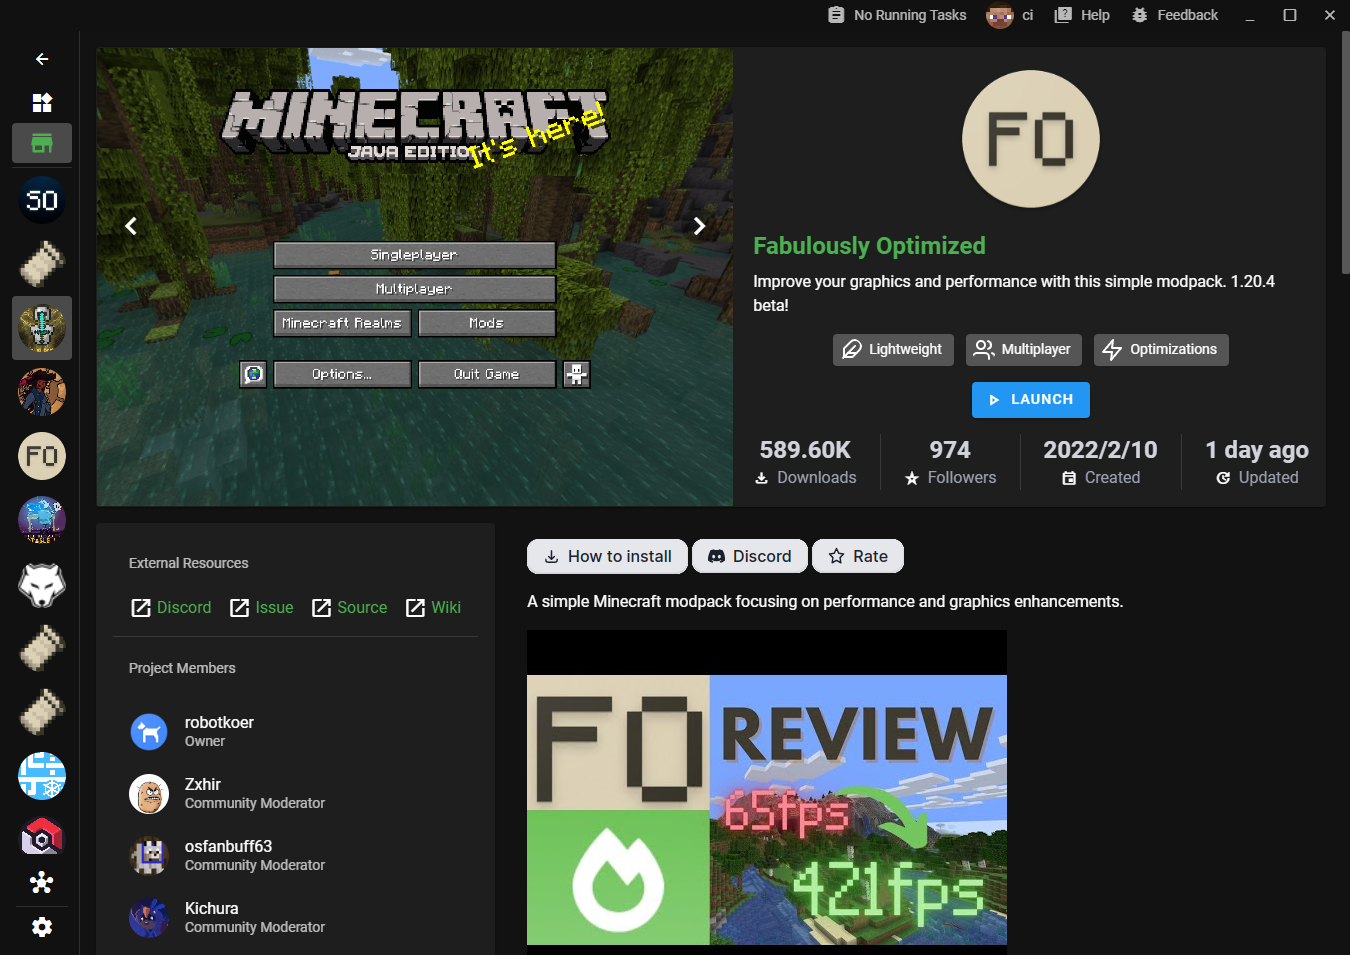 No Running Tasks
ci
Help
Feedback
SO
FO
MINECRAFT
JAVA EDITION
It's here!
Singleplayer
Multiplayer
Minecraft Realms
Mods
Options...
Quit Game
FO
Fabulously Optimized
Improve your graphics and performance with this simple modpack. 1.20.4
beta!
Lightweight
Multiplayer
Optimizations
LAUNCH
589.60K
Downloads
974
Followers
2022/2/10
Created
1 day ago
Updated
External Resources
Discord
Issue
Source
Wiki
Project Members
robotkoer
Owner
Zxhir
Community Moderator
osfanbuff63
Community Moderator
Kichura
Community Moderator
How to install
Discord
Rate
A simple Minecraft modpack focusing on performance and graphics enhancements.
FO
REVIEW
65fps
421fps